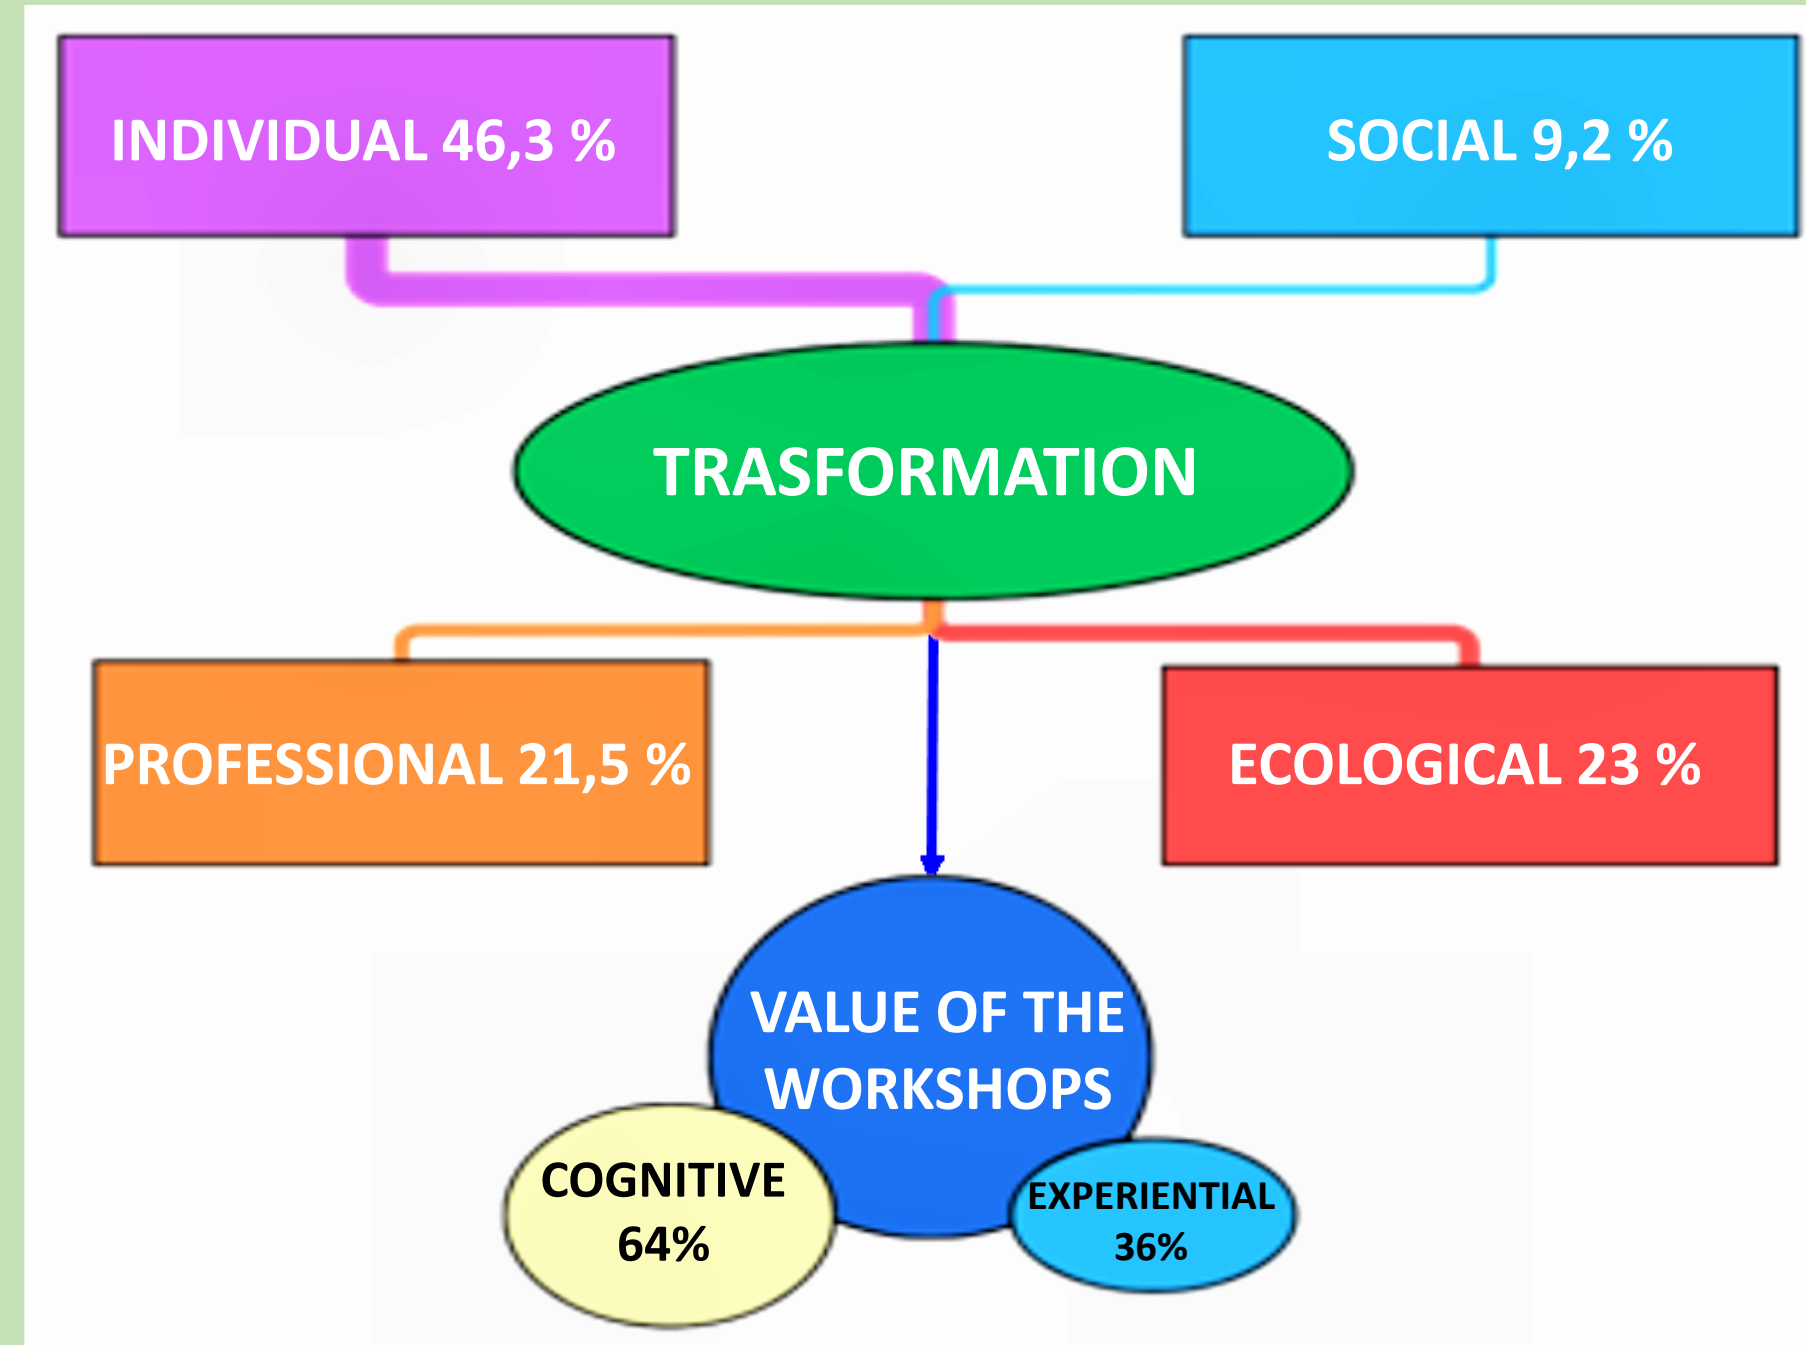 INDIVIDUAL 46,3 %
SOCIAL 9,2 %
TRASFORMATION
PROFESSIONAL 21,5 %
ECOLOGICAL 23 %
VALUE OF THE
WORKSHOPS
COGNITIVE
64%
EXPERIENTIAL
36%